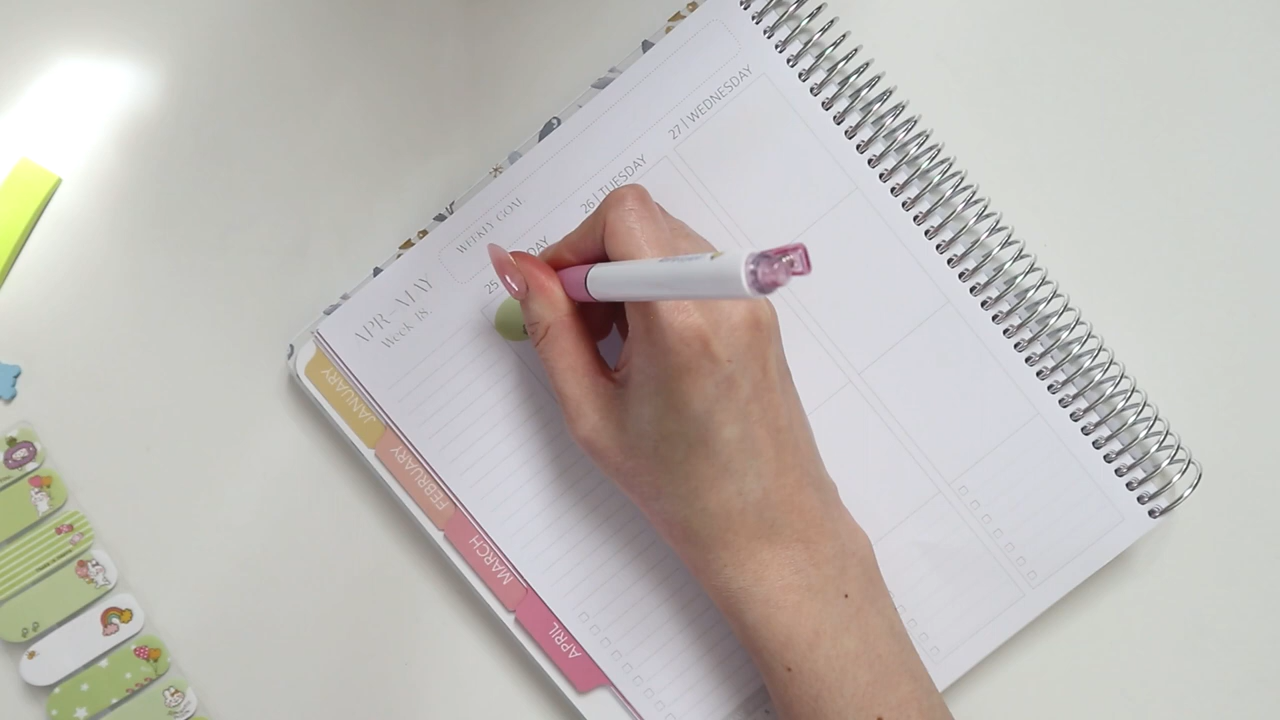 APR–MAY
Week 18.
WEEKLY GOAL
25
DAY
26 | TUESDAY
27 | WEDNESDAY
JANUARY
FEBRUARY
MARCH
APRIL